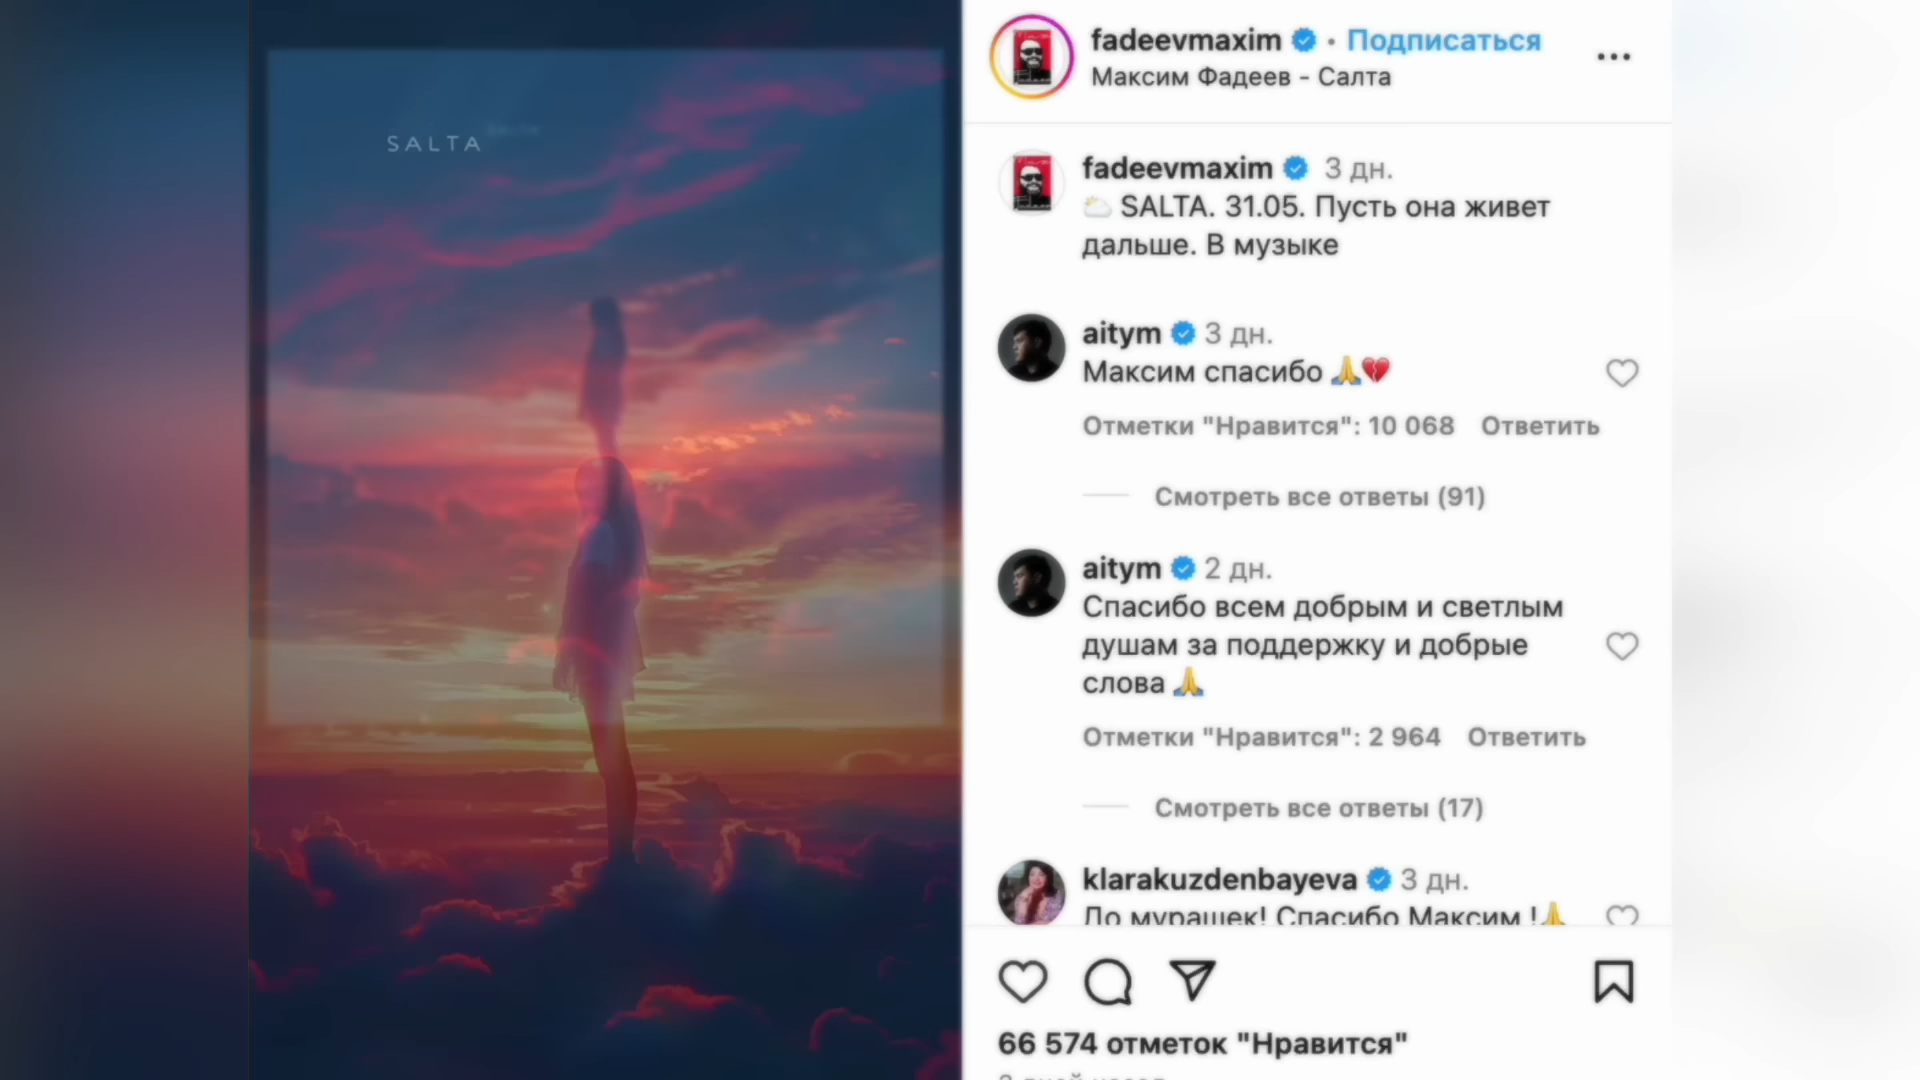 SALTA
fadeevmaxim • Подписаться
Максим Фадеев - Салта
fadeevmaxim 3 дн.
SALTA. 31.05. Пусть она живет
дальше. В музыке
aitym 3 дн.
Максим спасибо 🙏💔
Отметки "Нравится": 10 068 Ответить
Смотреть все ответы (91)
aitym 2 дн.
Спасибо всем добрым и светлым
душам за поддержку и добрые
слова 🙏
Отметки "Нравится": 2 964 Ответить
Смотреть все ответы (17)
klarakuzdenbayeva 3 дн.
До мурашек! Спасибо Максим !🙏
66 574 отметок "Нравится"